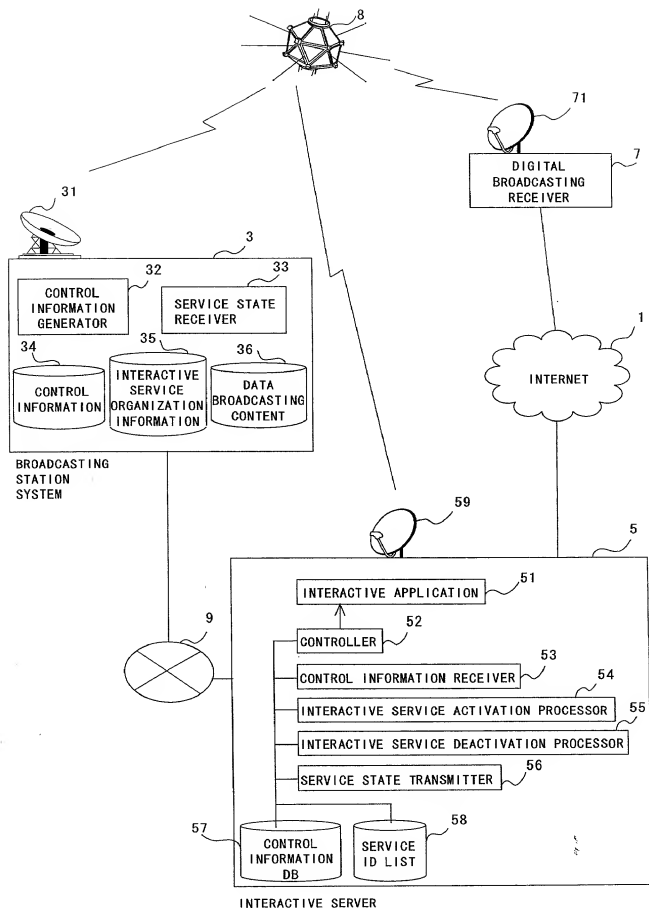 8
71
7
DIGITAL
BROADCASTING
RECEIVER
31
3
32
33
CONTROL
INFORMATION
GENERATOR
SERVICE STATE
RECEIVER
34
35
36
CONTROL
INFORMATION
INTERACTIVE
SERVICE
ORGANIZATION
INFORMATION
DATA
BROADCASTING
CONTENT
BROADCASTING
STATION
SYSTEM
1
INTERNET
59
5
51
INTERACTIVE APPLICATION
9
CONTROLLER
52
53
CONTROL INFORMATION RECEIVER
54
INTERACTIVE SERVICE ACTIVATION PROCESSOR
55
INTERACTIVE SERVICE DEACTIVATION PROCESSOR
SERVICE STATE TRANSMITTER
56
57
CONTROL
INFORMATION
DB
SERVICE
ID LIST
58
INTERACTIVE SERVER